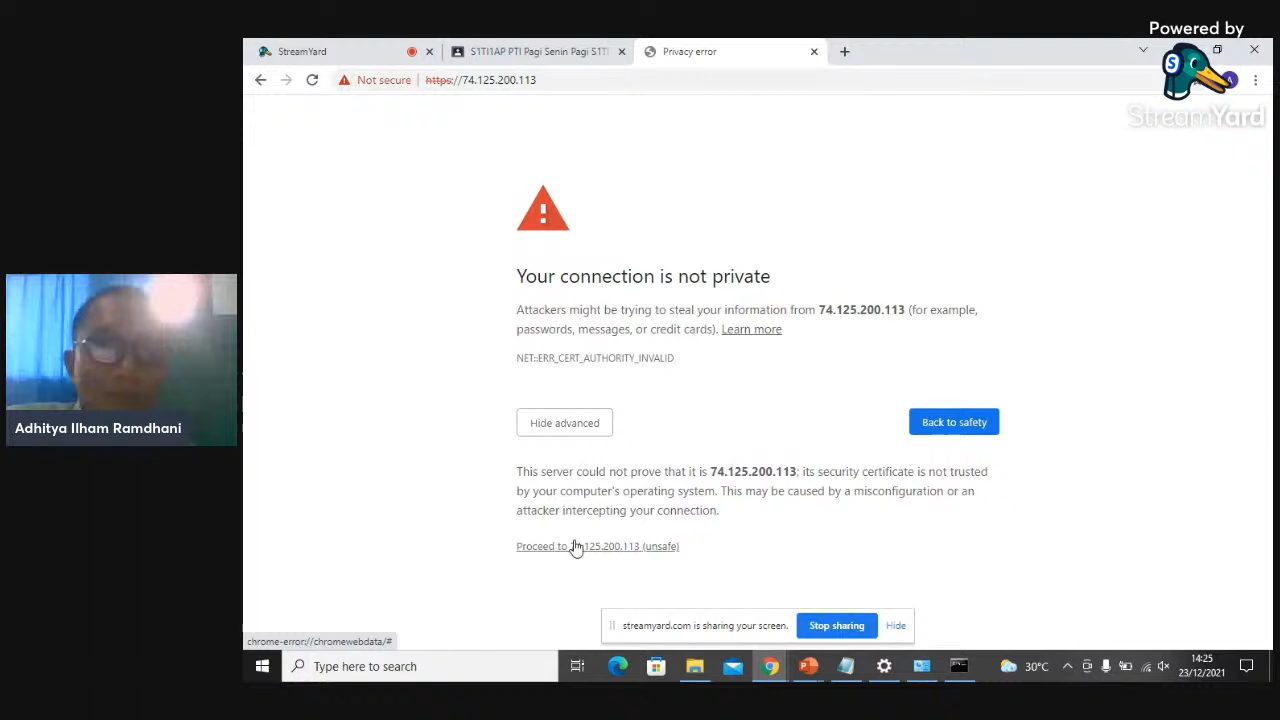 Powered by
StreamYard
StreamYard
S1TI1AP PTI Pagi Senin Pagi S1TI
Privacy error
Not secure
https://74.125.200.113
Your connection is not private
Attackers might be trying to steal your information from 74.125.200.113 (for example,
passwords, messages, or credit cards). Learn more
NET::ERR_CERT_AUTHORITY_INVALID
Hide advanced
Back to safety
This server could not prove that it is 74.125.200.113; its security certificate is not trusted
by your computer's operating system. This may be caused by a misconfiguration or an
attacker intercepting your connection.
Proceed to 125.200.113 (unsafe)
Adhitya Ilham Ramdhani
streamyard.com is sharing your screen.
Stop sharing
Hide
chrome-error://chromewebdata/#
Type here to search
30°C
14:25
23/12/2021